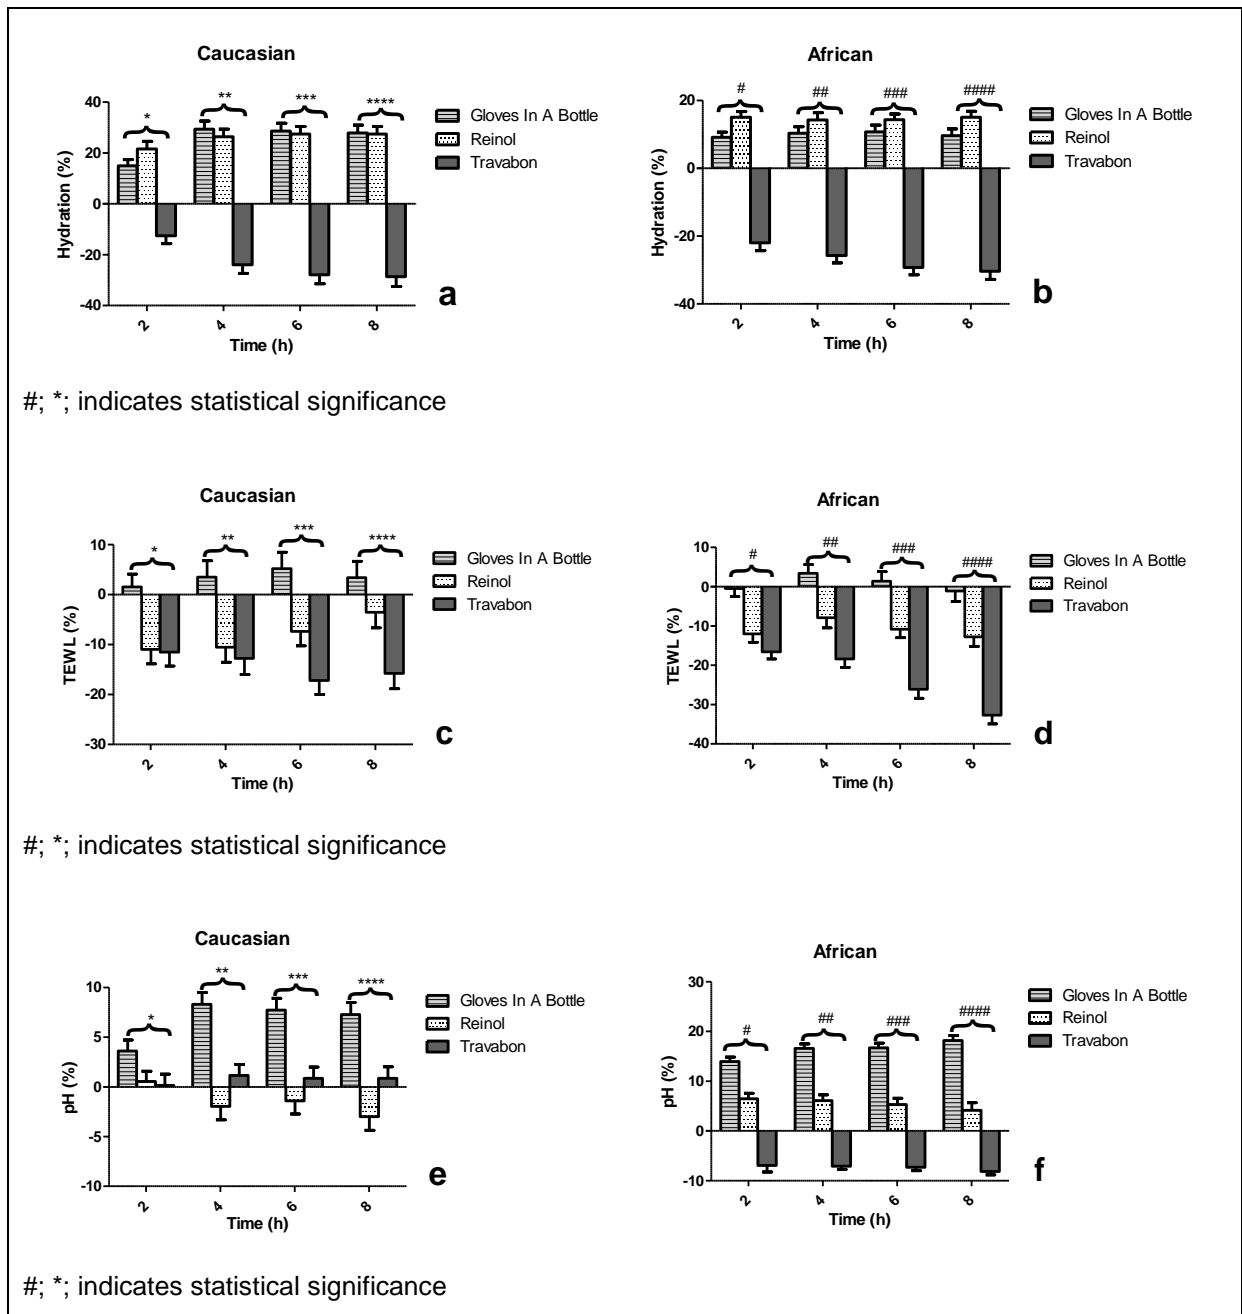 Caucasian
*
**
***
****
Hydration (%)
40
20
0
-20
-40
2
4
6
8
Time (h)
Gloves In A Bottle
Reinol
Travabon
a
African
#
##
###
####
Hydration (%)
20
0
-20
-40
2
4
6
8
Time (h)
Gloves In A Bottle
Reinol
Travabon
b
#; *; indicates statistical significance
Caucasian
*
**
***
****
TEWL (%)
10
0
-10
-20
-30
2
4
6
8
Time (h)
Gloves In A Bottle
Reinol
Travabon
c
African
#
##
###
####
TEWL (%)
10
0
-10
-20
-30
-40
2
4
6
8
Time (h)
Gloves In A Bottle
Reinol
Travabon
d
#; *; indicates statistical significance
Caucasian
*
**
***
****
pH (%)
10
5
0
-5
-10
2
4
6
8
Time (h)
Gloves In A Bottle
Reinol
Travabon
e
African
#
##
###
####
pH (%)
30
20
10
0
-10
2
4
6
8
Time (h)
Gloves In A Bottle
Reinol
Travabon
f
#; *; indicates statistical significance